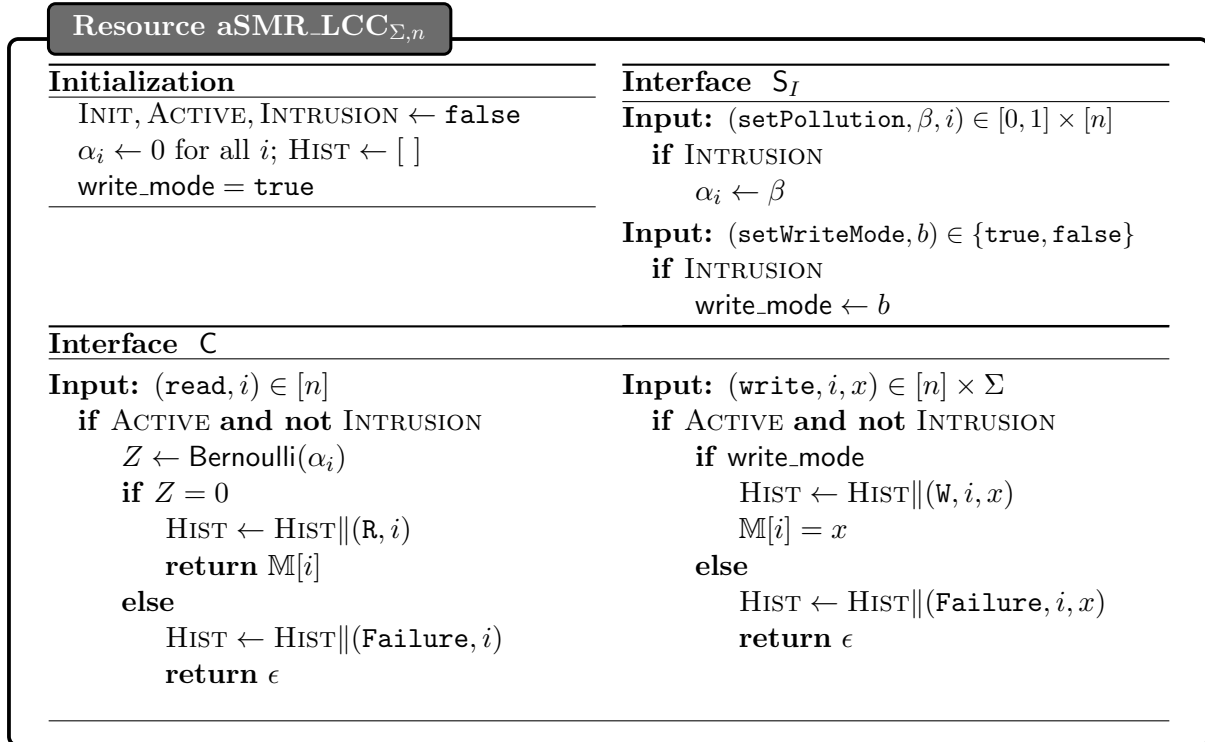 Resource aSMR_LCC_{Σ,n}
Initialization
INIT, ACTIVE, INTRUSION ← false
α_i ← 0 for all i; HIST ← [ ]
write_mode = true
Interface S_I
Input: (setPollution, β, i) ∈ [0, 1] × [n]
if INTRUSION
α_i ← β
Input: (setWriteMode, b) ∈ {true, false}
if INTRUSION
write_mode ← b
Interface C
Input: (read, i) ∈ [n]
if ACTIVE and not INTRUSION
Z ← Bernoulli(α_i)
if Z = 0
HIST ← HIST∥(R, i)
return 𝕄[i]
else
HIST ← HIST∥(Failure, i)
return ϵ
Input: (write, i, x) ∈ [n] × Σ
if ACTIVE and not INTRUSION
if write_mode
HIST ← HIST∥(W, i, x)
𝕄[i] = x
else
HIST ← HIST∥(Failure, i, x)
return ϵ